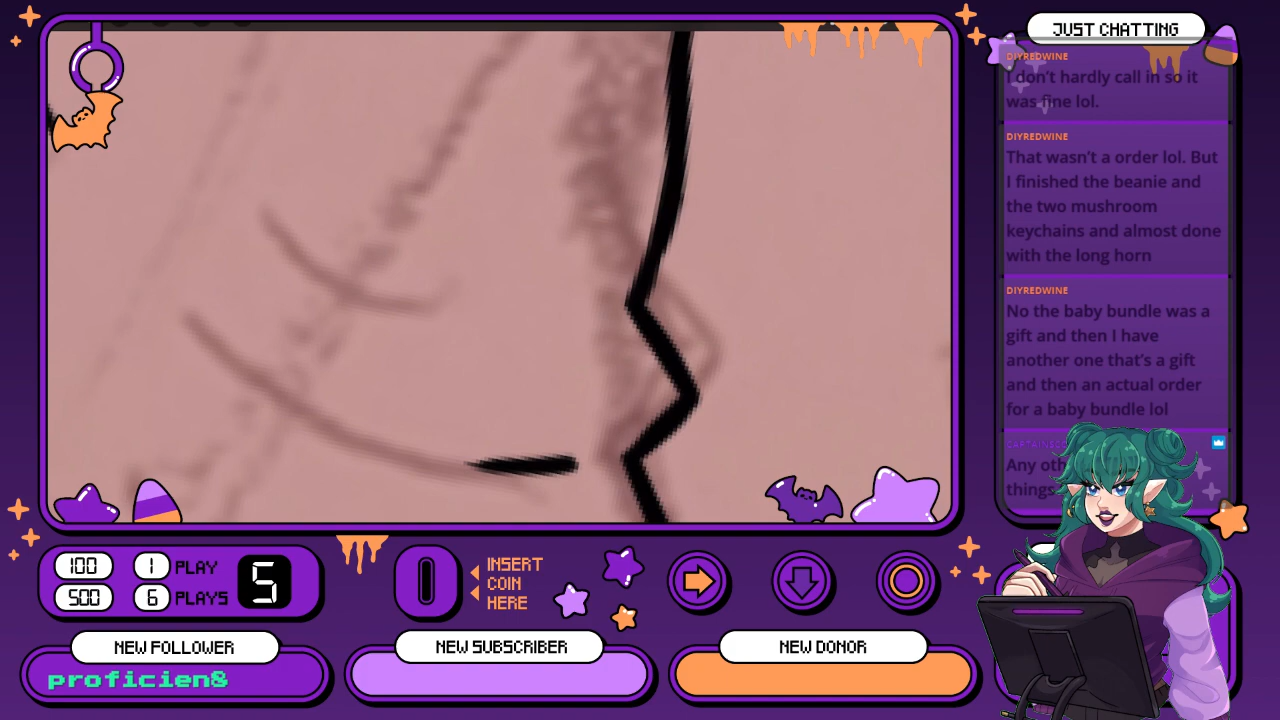 JUST CHATTING
DIYREDWINE
I don't hardly call in so it
was fine lol.
DIYREDWINE
That wasn't a order lol. But
I finished the beanie and
the two mushroom
keychains and almost done
with the long horn
DIYREDWINE
No the baby bundle was a
gift and then I have
another one that's a gift
and then an actual order
for a baby bundle lol
Any
things
100 1 PLAY
500 6 PLAYS
5
INSERT
COIN
HERE
NEW FOLLOWER
proficien&
NEW SUBSCRIBER
NEW DONOR